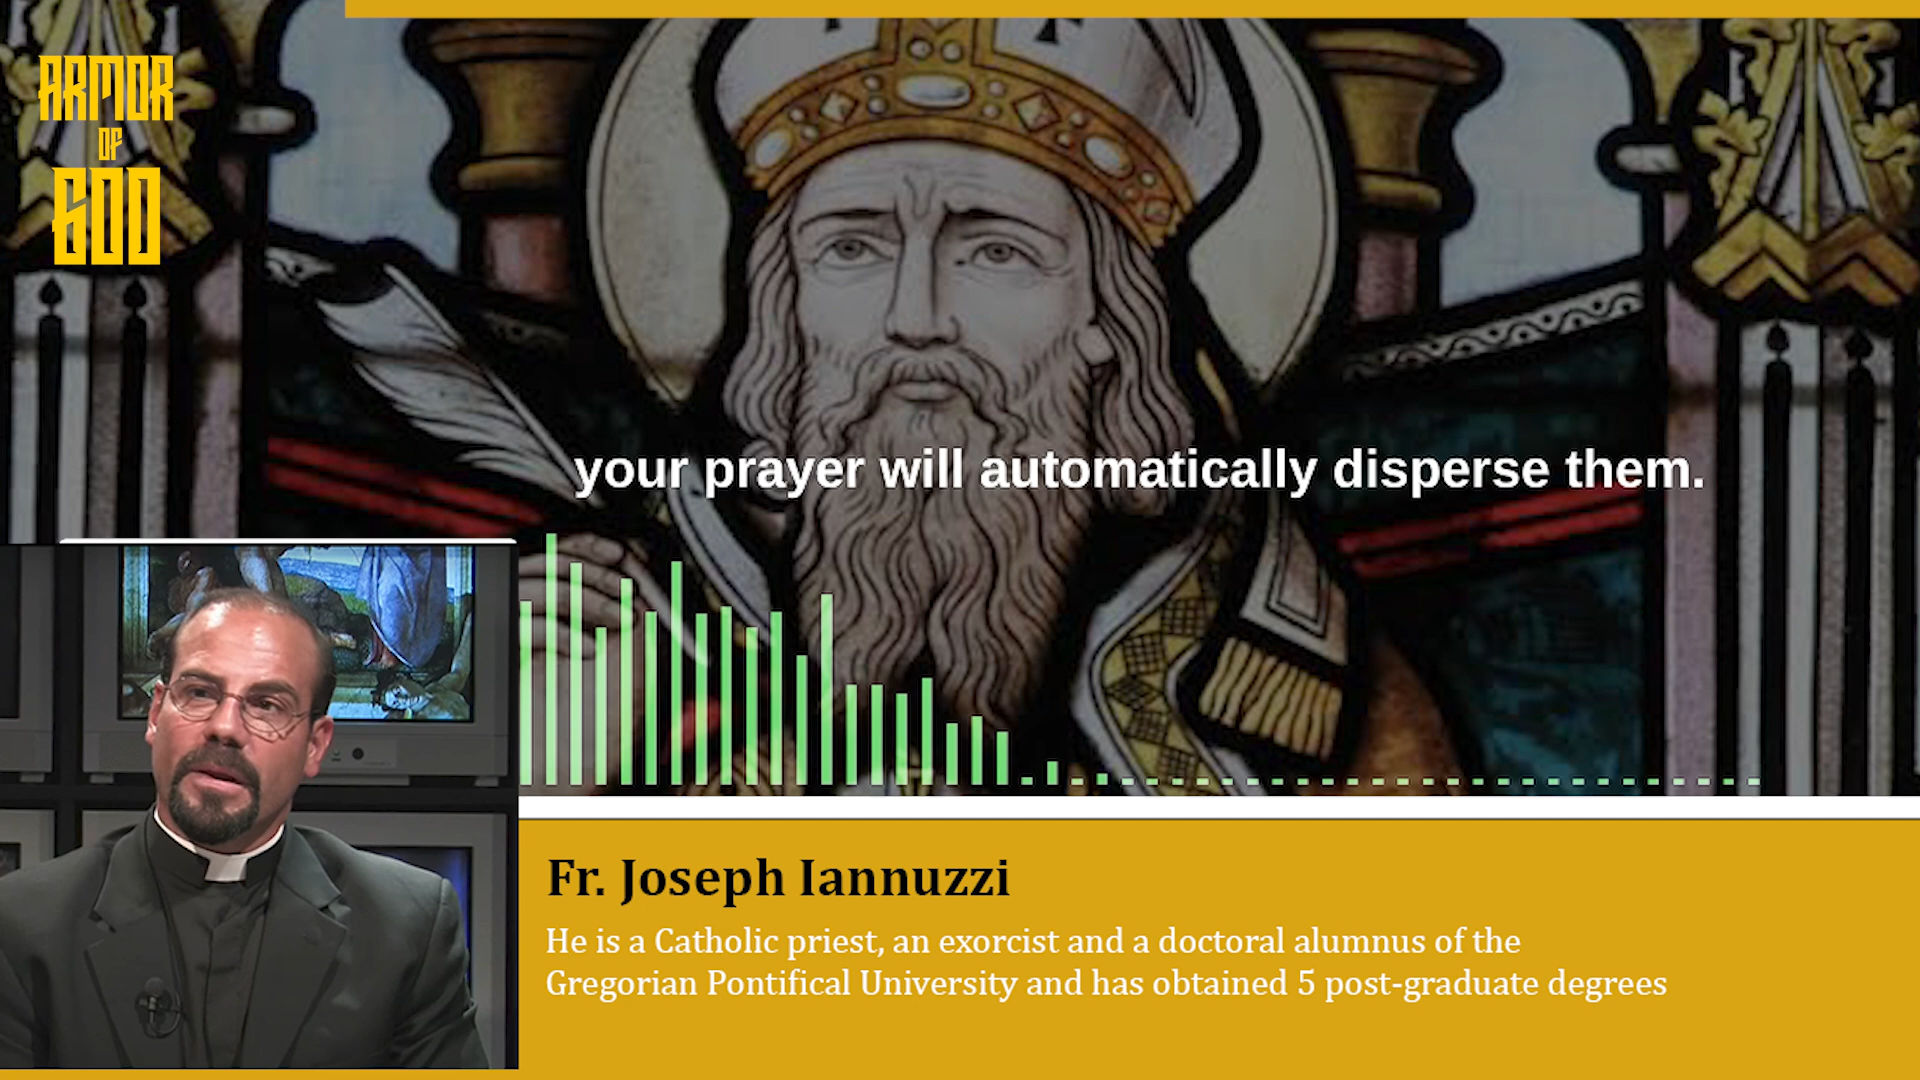 ARMOR
OF
GOD
your prayer will automatically disperse them.
Fr. Joseph Iannuzzi
He is a Catholic priest, an exorcist and a doctoral alumnus of the
Gregorian Pontifical University and has obtained 5 post-graduate degrees